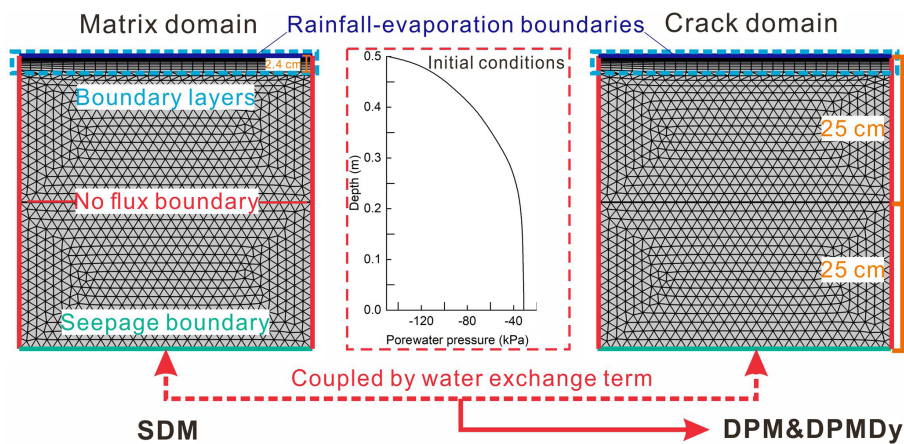 Matrix domain
Rainfall-evaporation boundaries
Crack domain
2.4 cm
Boundary layers
No flux boundary
Seepage boundary
Initial conditions
0.5
0.4
0.3
0.2
0.1
0.0
Depth (m)
-120 -80 -40
Porewater pressure (kPa)
25 cm
25 cm
Coupled by water exchange term
SDM
DPM&DPMDy